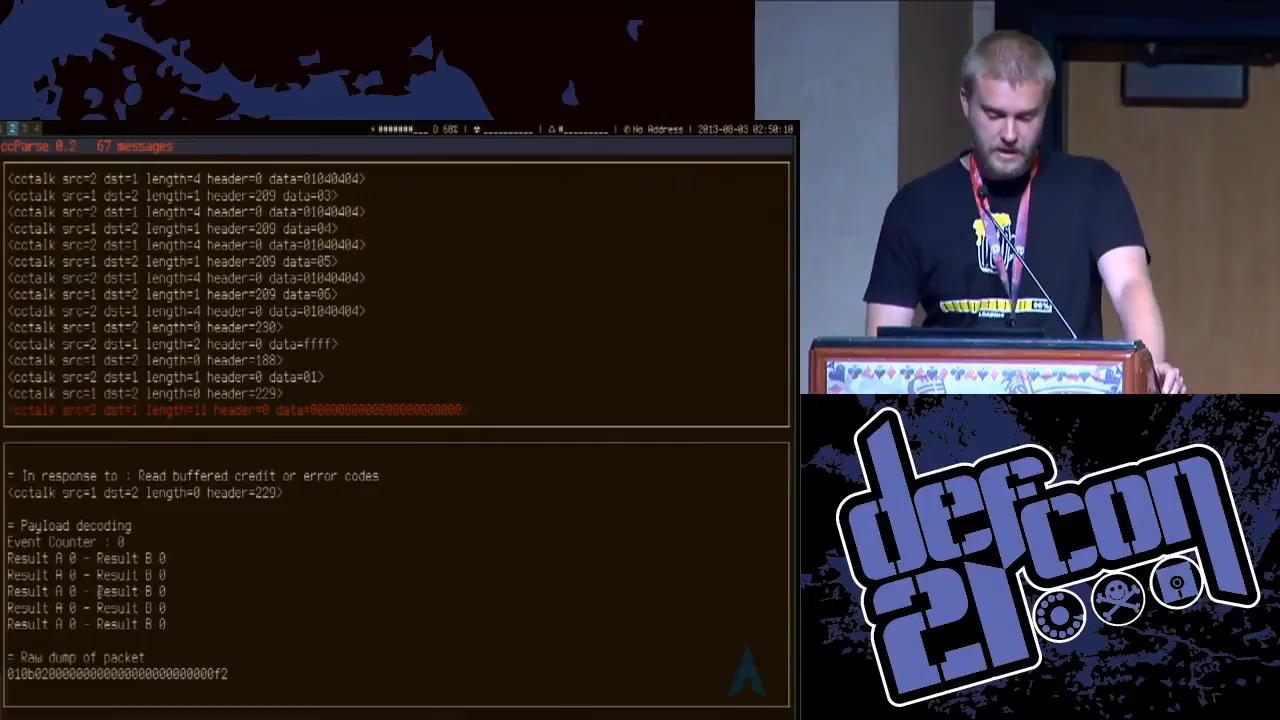 2 3 4
68% | No Address | 2013-08-03 02:50:10
ccParse 0.2 67 messages
<cctalk src=2 dst=1 length=4 header=0 data=01040404>
<cctalk src=1 dst=2 length=1 header=209 data=03>
<cctalk src=2 dst=1 length=4 header=0 data=01040404>
<cctalk src=1 dst=2 length=1 header=209 data=04>
<cctalk src=2 dst=1 length=4 header=0 data=01040404>
<cctalk src=1 dst=2 length=1 header=209 data=05>
<cctalk src=2 dst=1 length=4 header=0 data=01040404>
<cctalk src=1 dst=2 length=1 header=209 data=06>
<cctalk src=2 dst=1 length=4 header=0 data=01040404>
<cctalk src=1 dst=2 length=0 header=230>
<cctalk src=2 dst=1 length=2 header=0 data=ffff>
<cctalk src=1 dst=2 length=0 header=188>
<cctalk src=2 dst=1 length=1 header=0 data=01>
<cctalk src=1 dst=2 length=0 header=229>
<cctalk src=2 dst=1 length=11 header=0 data=0000000000000000000000>
= In response to : Read buffered credit or error codes
<cctalk src=1 dst=2 length=0 header=229>
= Payload decoding
Event Counter : 0
Result A 0 - Result B 0
Result A 0 - Result B 0
Result A 0 - Result B 0
Result A 0 - Result B 0
Result A 0 - Result B 0
= Raw dump of packet
010b02000000000000000000000000f2
LOADING
defcon
21